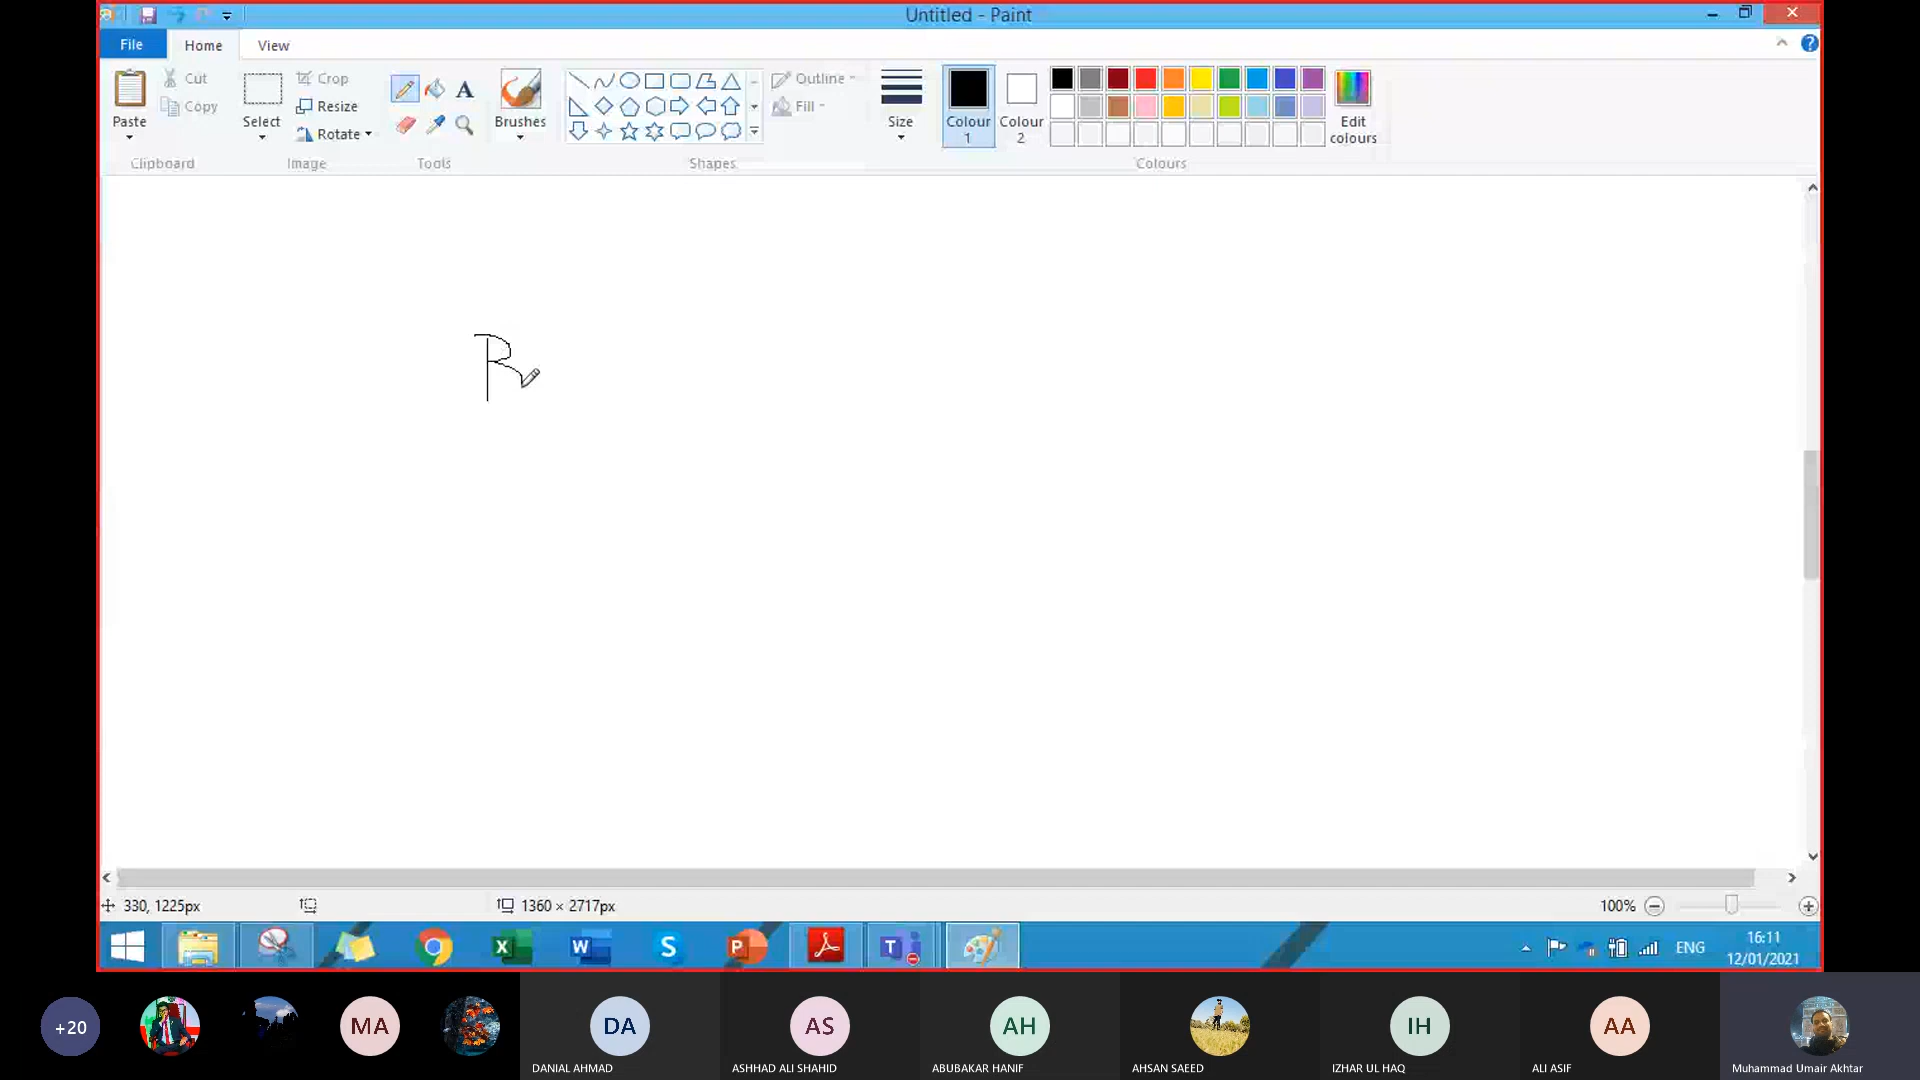 Untitled - Paint
File Home View
Paste
Cut
Copy
Clipboard
Select
Crop
Resize
Rotate
Image
A
Tools
Brushes
Shapes
Outline
Fill
Size
Colour 1
Colour 2
Edit colours
Colours
R
330, 1225px
1360 × 2717px
100%
X W S P T
ENG
16:11
12/01/2021
+20
MA
DA
DANIAL AHMAD
AS
ASHHAD ALI SHAHID
AH
ABUBAKAR HANIF
AHSAN SAEED
IH
IZHAR UL HAQ
AA
ALI ASIF
Muhammad Umair Akhtar